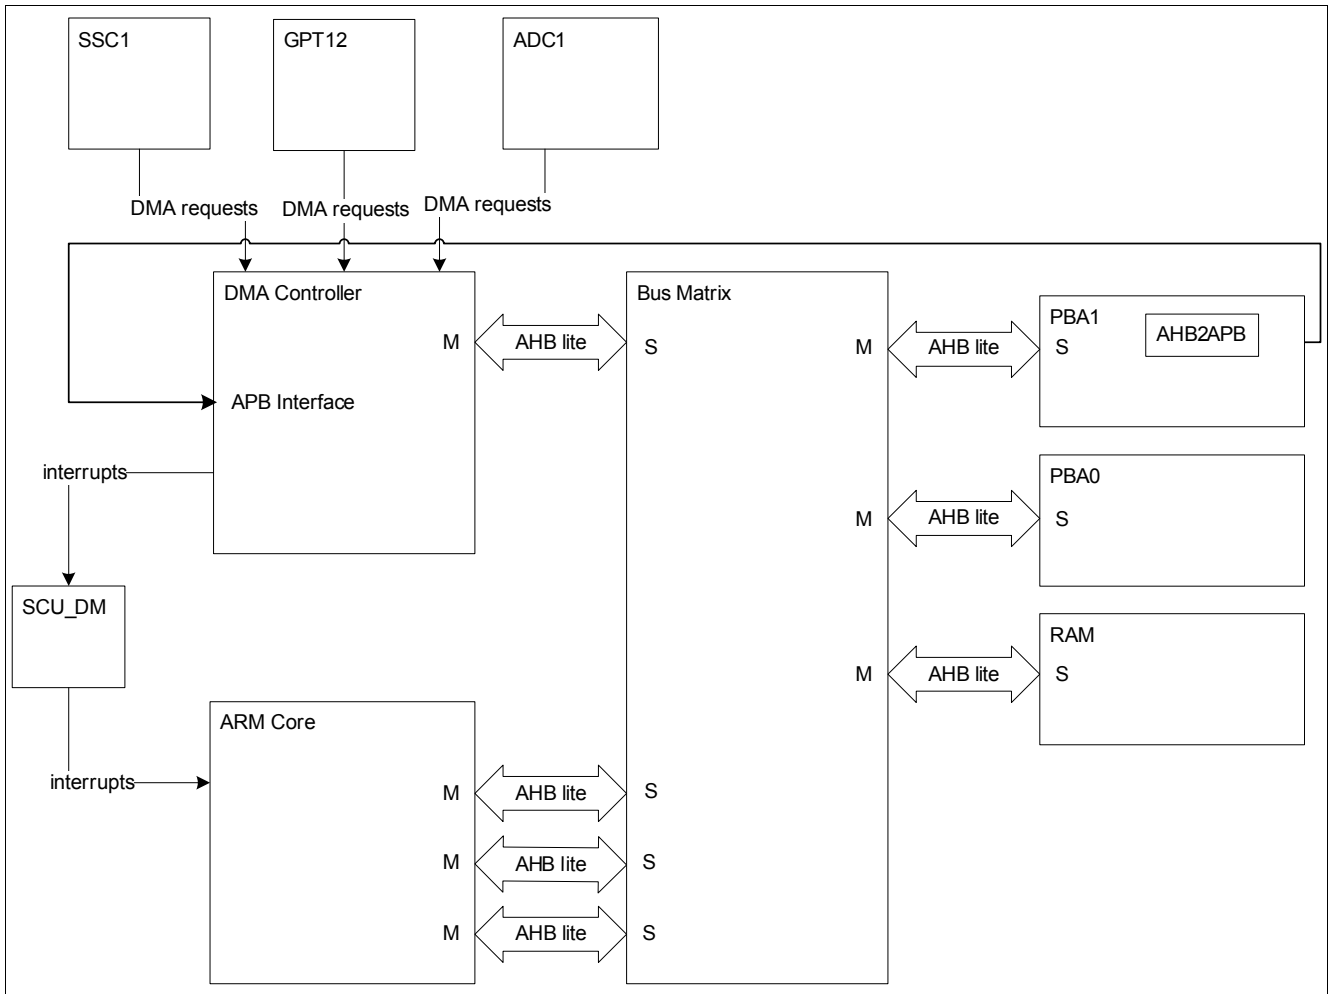 SSC1
GPT12
ADC1
DMA requests
DMA requests
DMA requests
DMA Controller
Bus Matrix
PBA1
AHB2APB
M
AHB lite
S
M
AHB lite
S
APB Interface
interrupts
PBA0
M
AHB lite
S
SCU_DM
RAM
M
AHB lite
S
ARM Core
interrupts
M
AHB lite
S
M
AHB lite
S
M
AHB lite
S